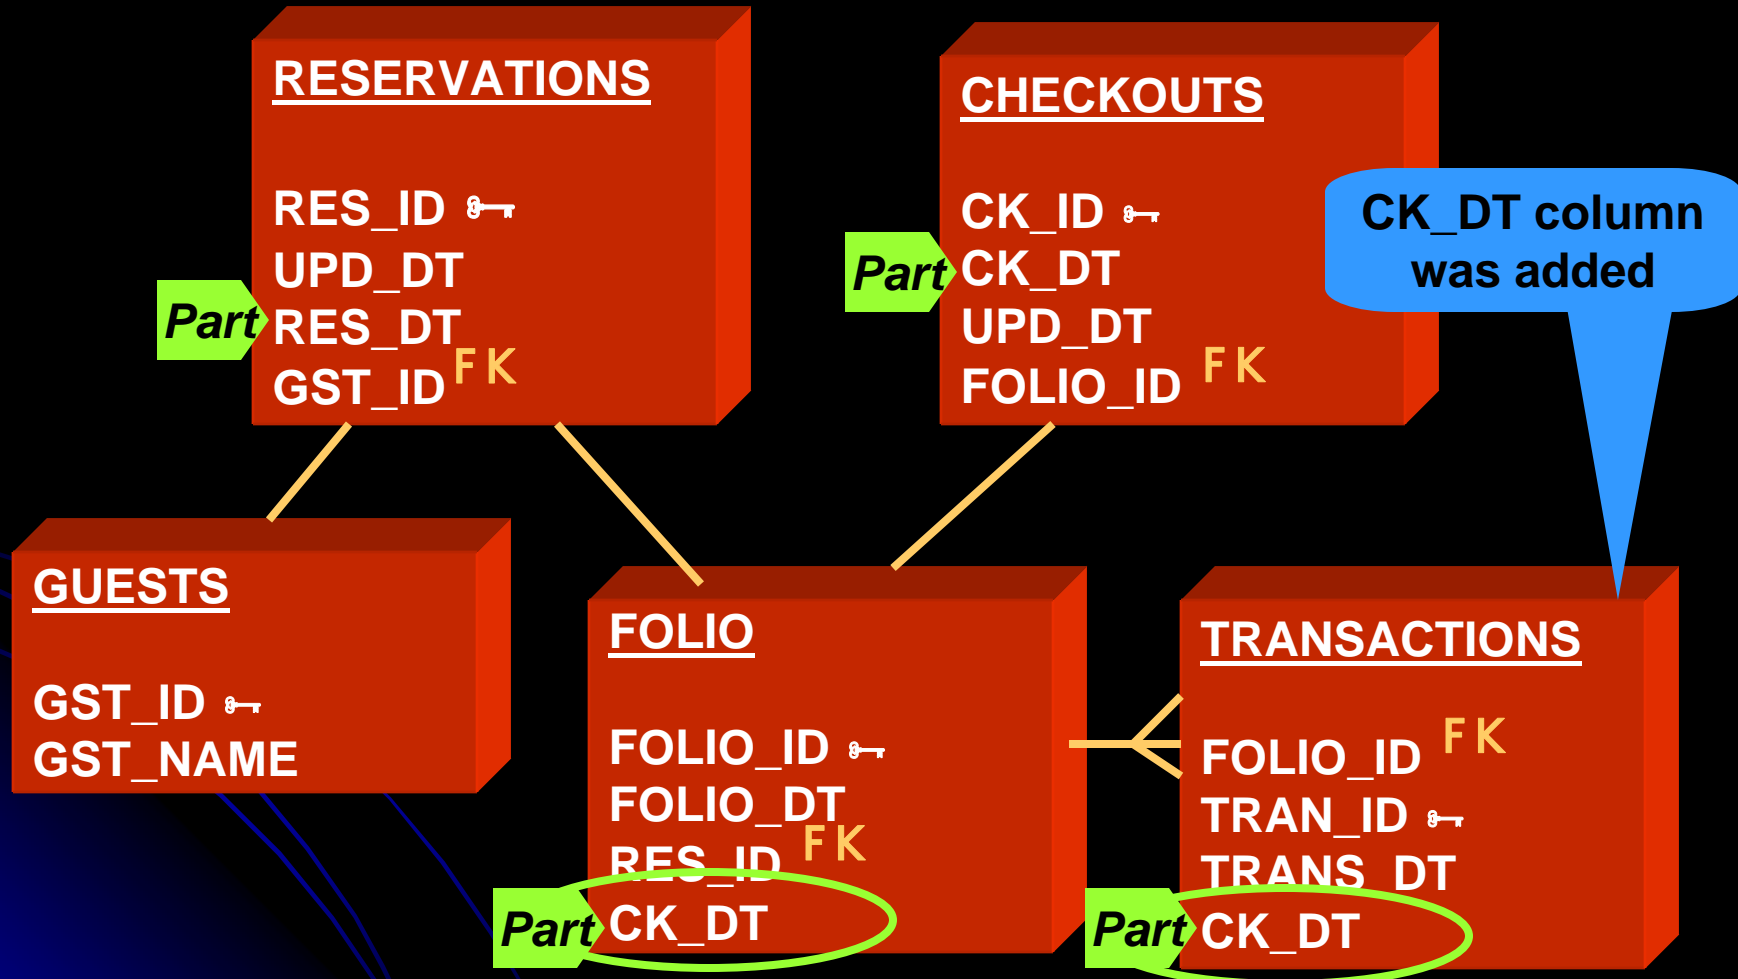 RESERVATIONS
RES_ID
UPD_DT
Part RES_DT
GST_ID FK
CHECKOUTS
CK_ID
Part CK_DT
UPD_DT
FOLIO_ID FK
CK_DT column
was added
GUESTS
GST_ID
GST_NAME
FOLIO
FOLIO_ID
FOLIO_DT
RES_ID FK
Part CK_DT
TRANSACTIONS
FOLIO_ID FK
TRAN_ID
TRANS_DT
Part CK_DT